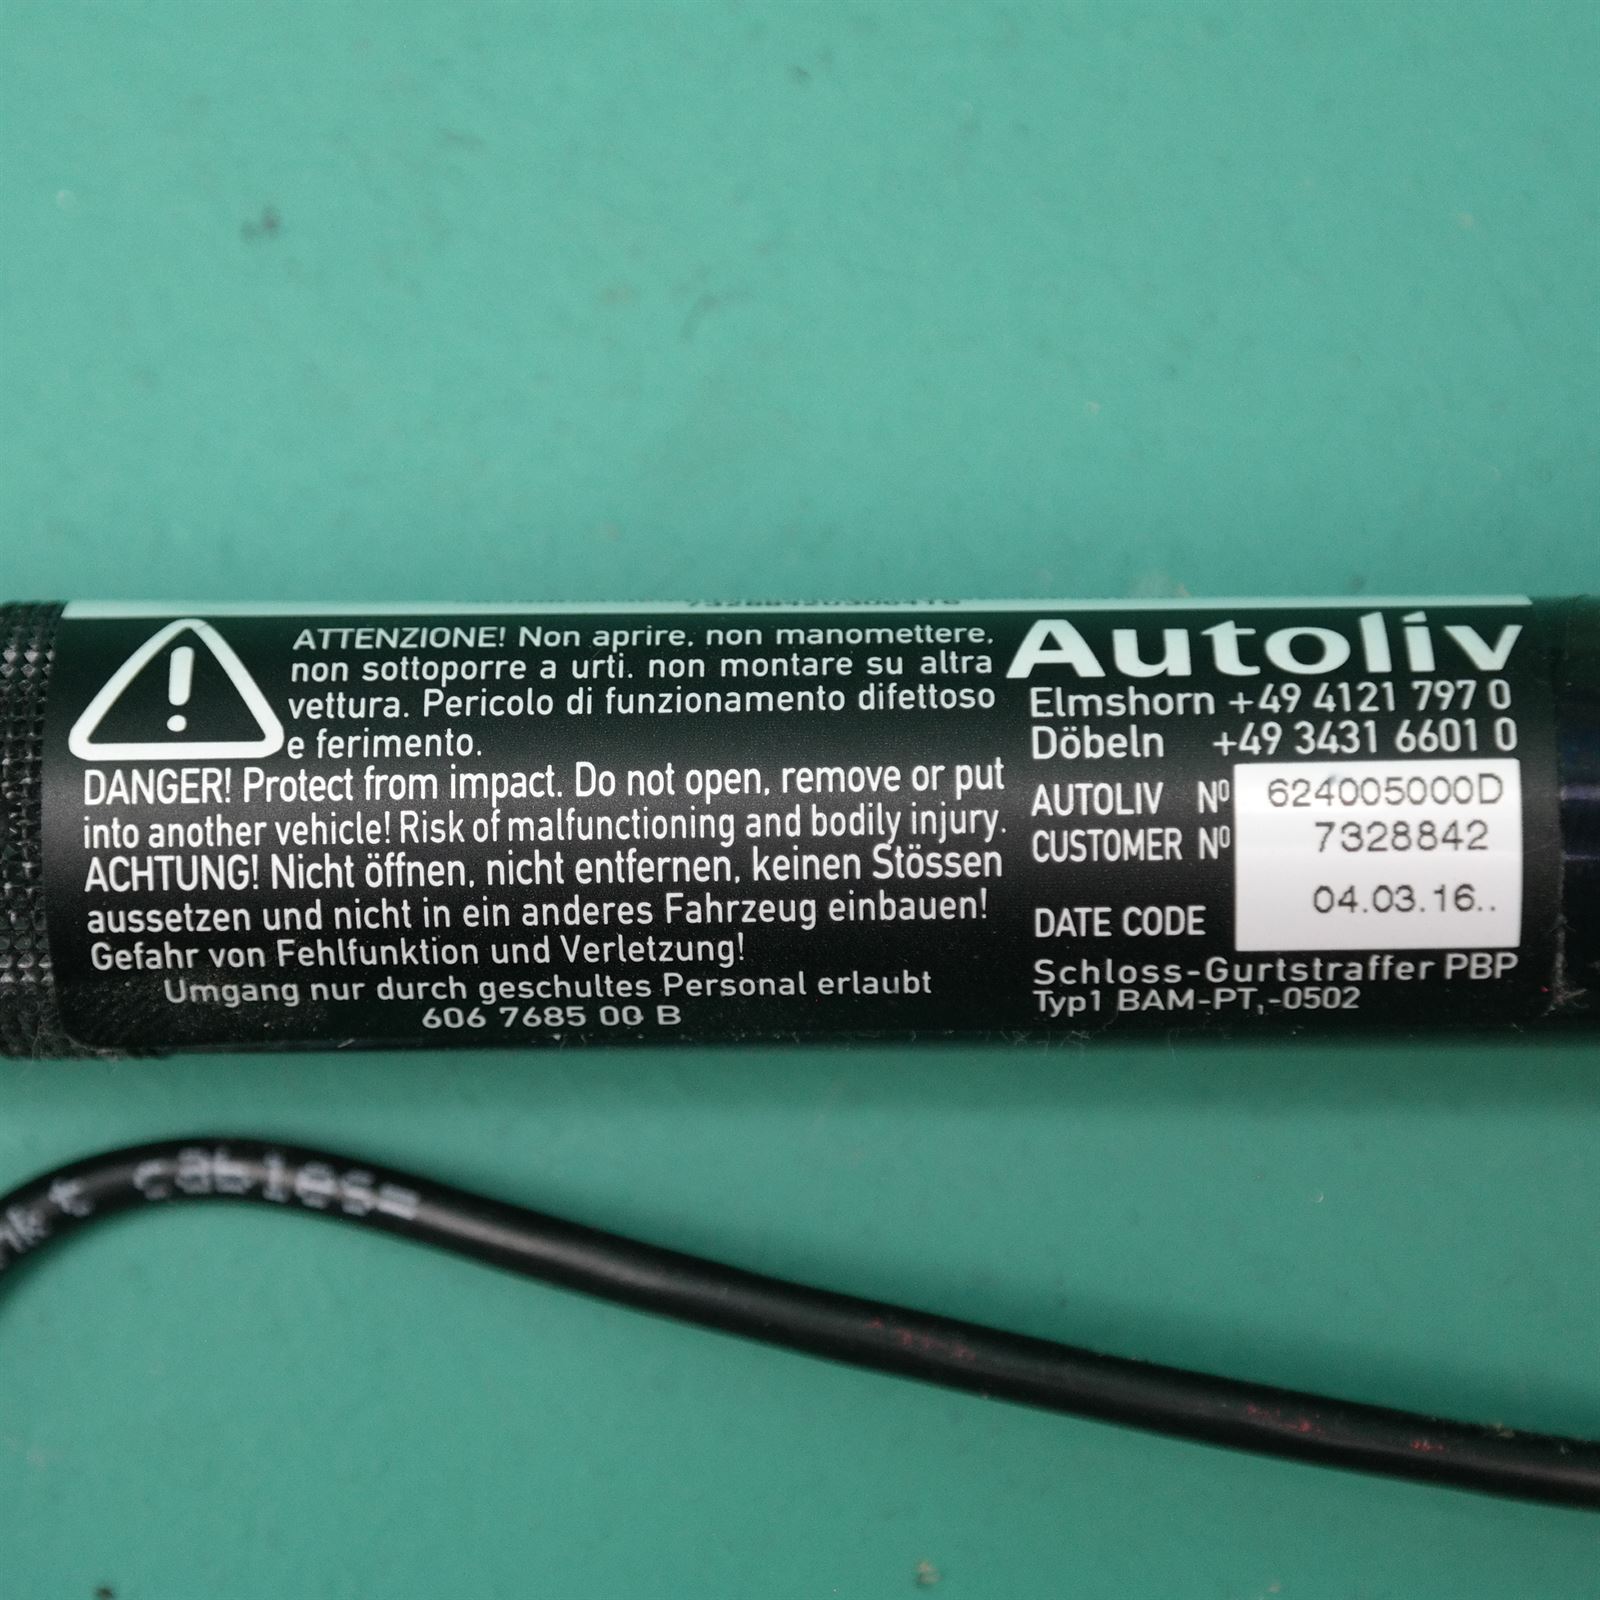 ATTENZIONE! Non aprire, non manomettere,
non sottoporre a urti. non montare su altra
vettura. Pericolo di funzionamento difettoso
e ferimento.
DANGER! Protect from impact. Do not open, remove or put
into another vehicle! Risk of malfunctioning and bodily injury.
ACHTUNG! Nicht öffnen, nicht entfernen, keinen Stössen
aussetzen und nicht in ein anderes Fahrzeug einbauen!
Gefahr von Fehlfunktion und Verletzung!
Umgang nur durch geschultes Personal erlaubt
606 7685 00 B
Autoliv
Elmshorn +49 4121 797 0
Döbeln +49 3431 6601 0
AUTOLIV Nº 624005000D
CUSTOMER Nº 7328842
DATE CODE 04.03.16..
Schloss-Gurtstraffer PBP
Typ1 BAM-PT,-0502
cables=